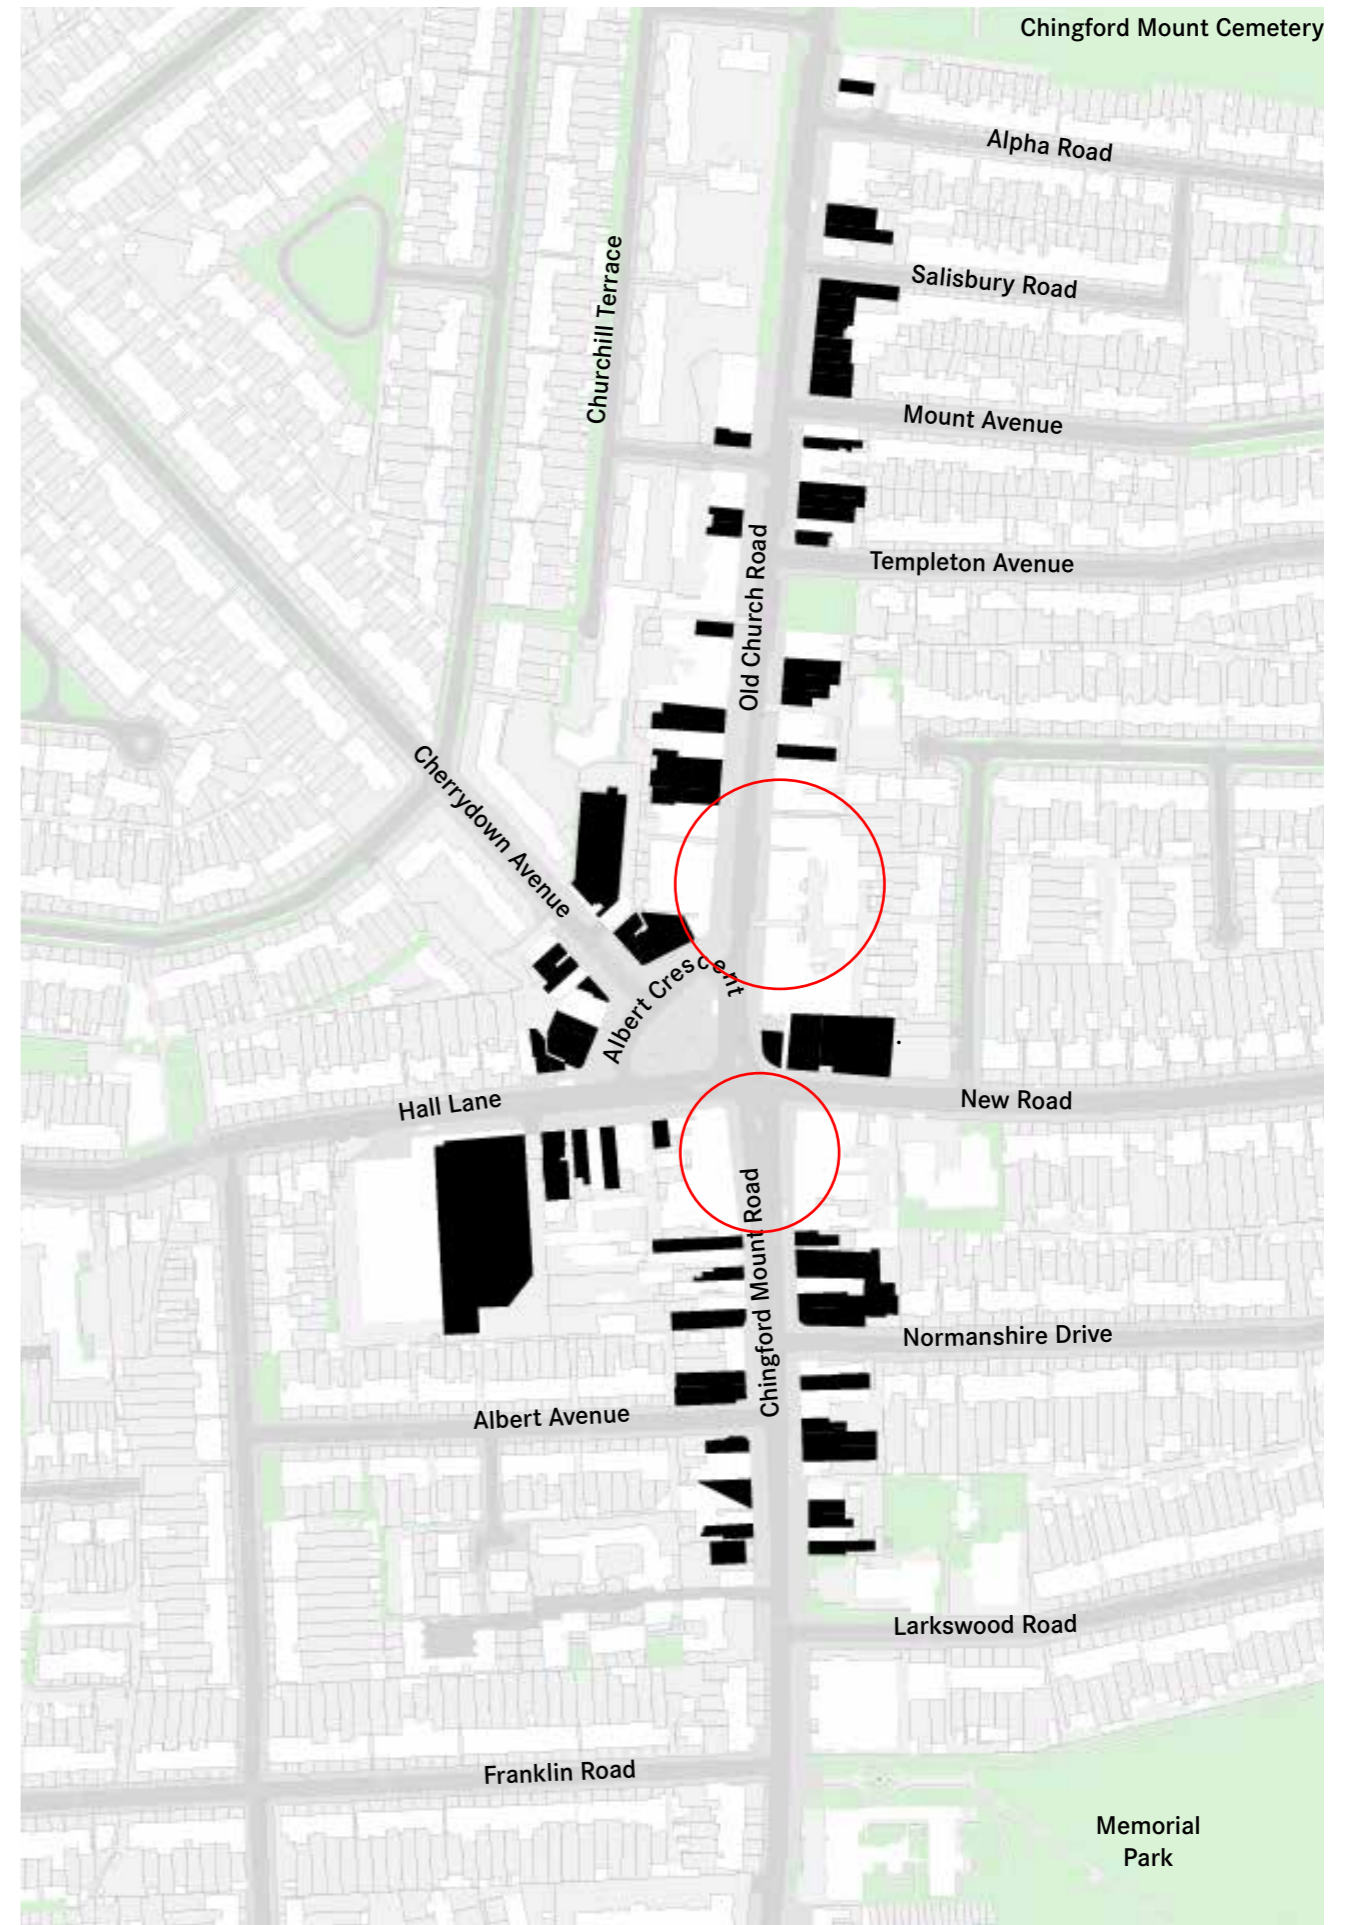 Chingford Mount Cemetery
Alpha Road
Churchill Terrace
Salisbury Road
Mount Avenue
Old Church Road
Templeton Avenue
Cherrydown Avenue
Albert Crescent
Hall Lane
New Road
Chingford Mount Road
Normanshire Drive
Albert Avenue
Larkswood Road
Franklin Road
Memorial
Park